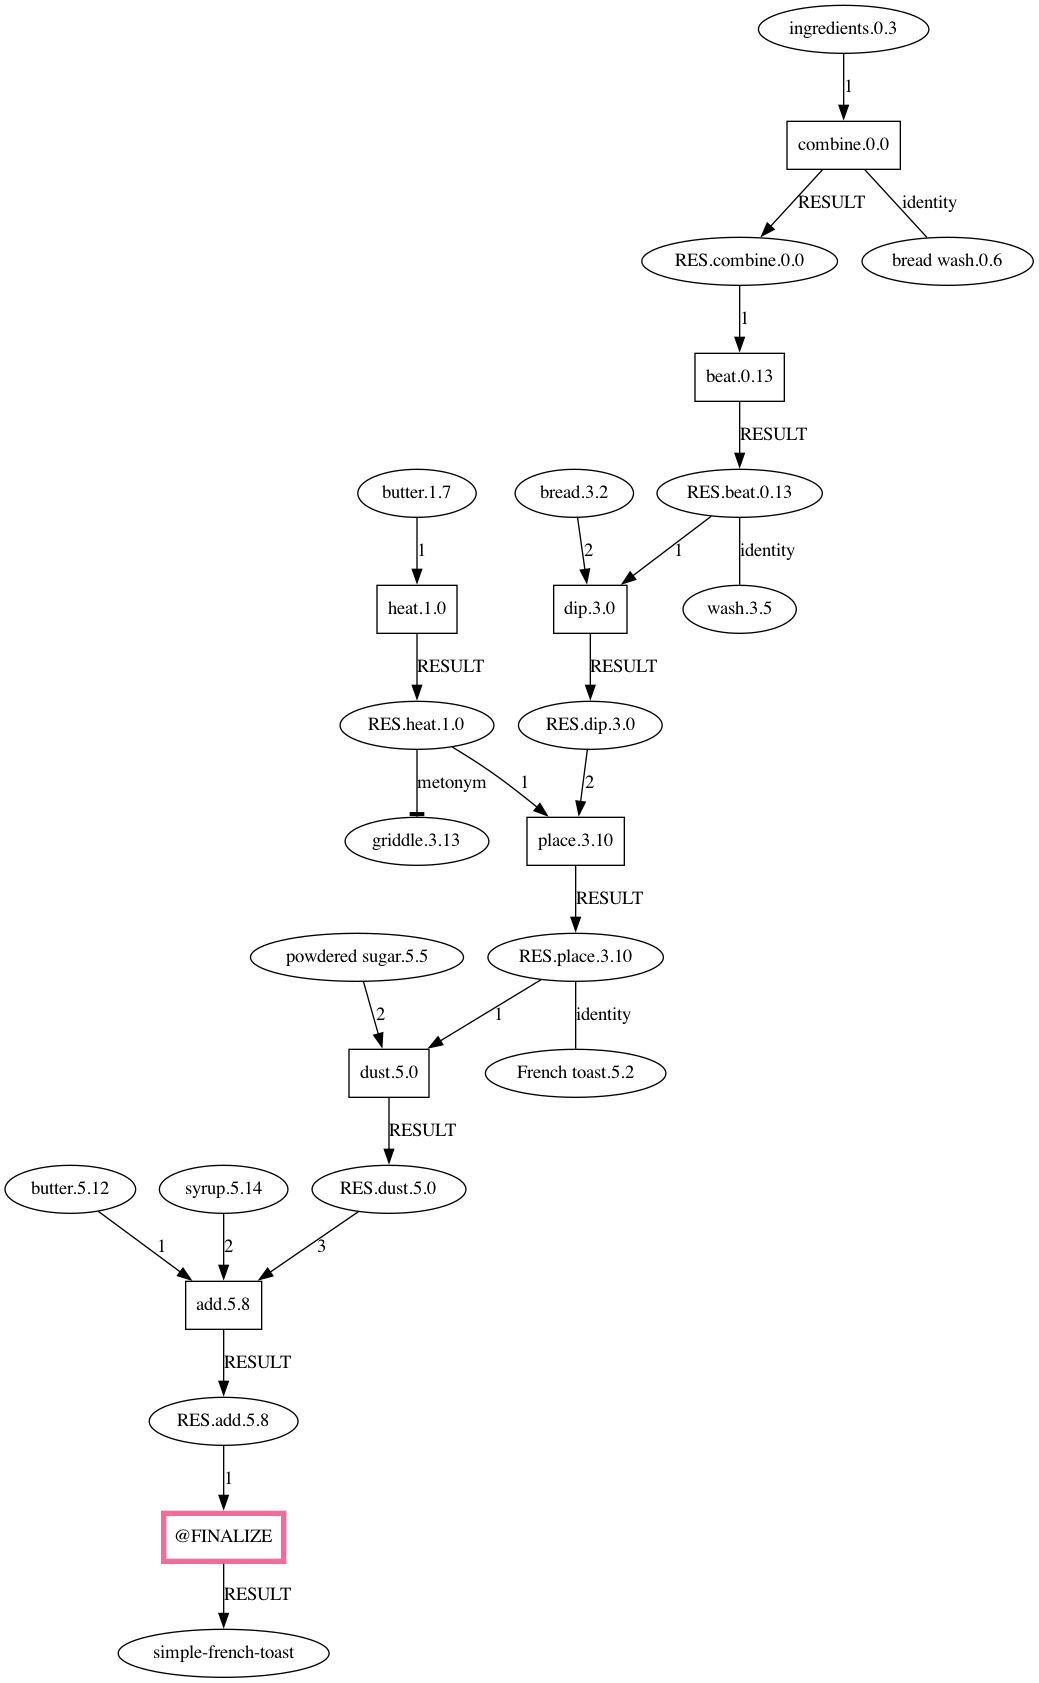 ingredients.0.3
1
combine.0.0
RESULT
identity
RES.combine.0.0
bread wash.0.6
1
beat.0.13
RESULT
butter.1.7
bread.3.2
RES.beat.0.13
1
2
1
identity
heat.1.0
dip.3.0
wash.3.5
RESULT
RESULT
RES.heat.1.0
RES.dip.3.0
metonym
1
2
griddle.3.13
place.3.10
RESULT
powdered sugar.5.5
RES.place.3.10
2
1
identity
dust.5.0
French toast.5.2
RESULT
butter.5.12
syrup.5.14
RES.dust.5.0
1
2
3
add.5.8
RESULT
RES.add.5.8
1
@FINALIZE
RESULT
simple-french-toast